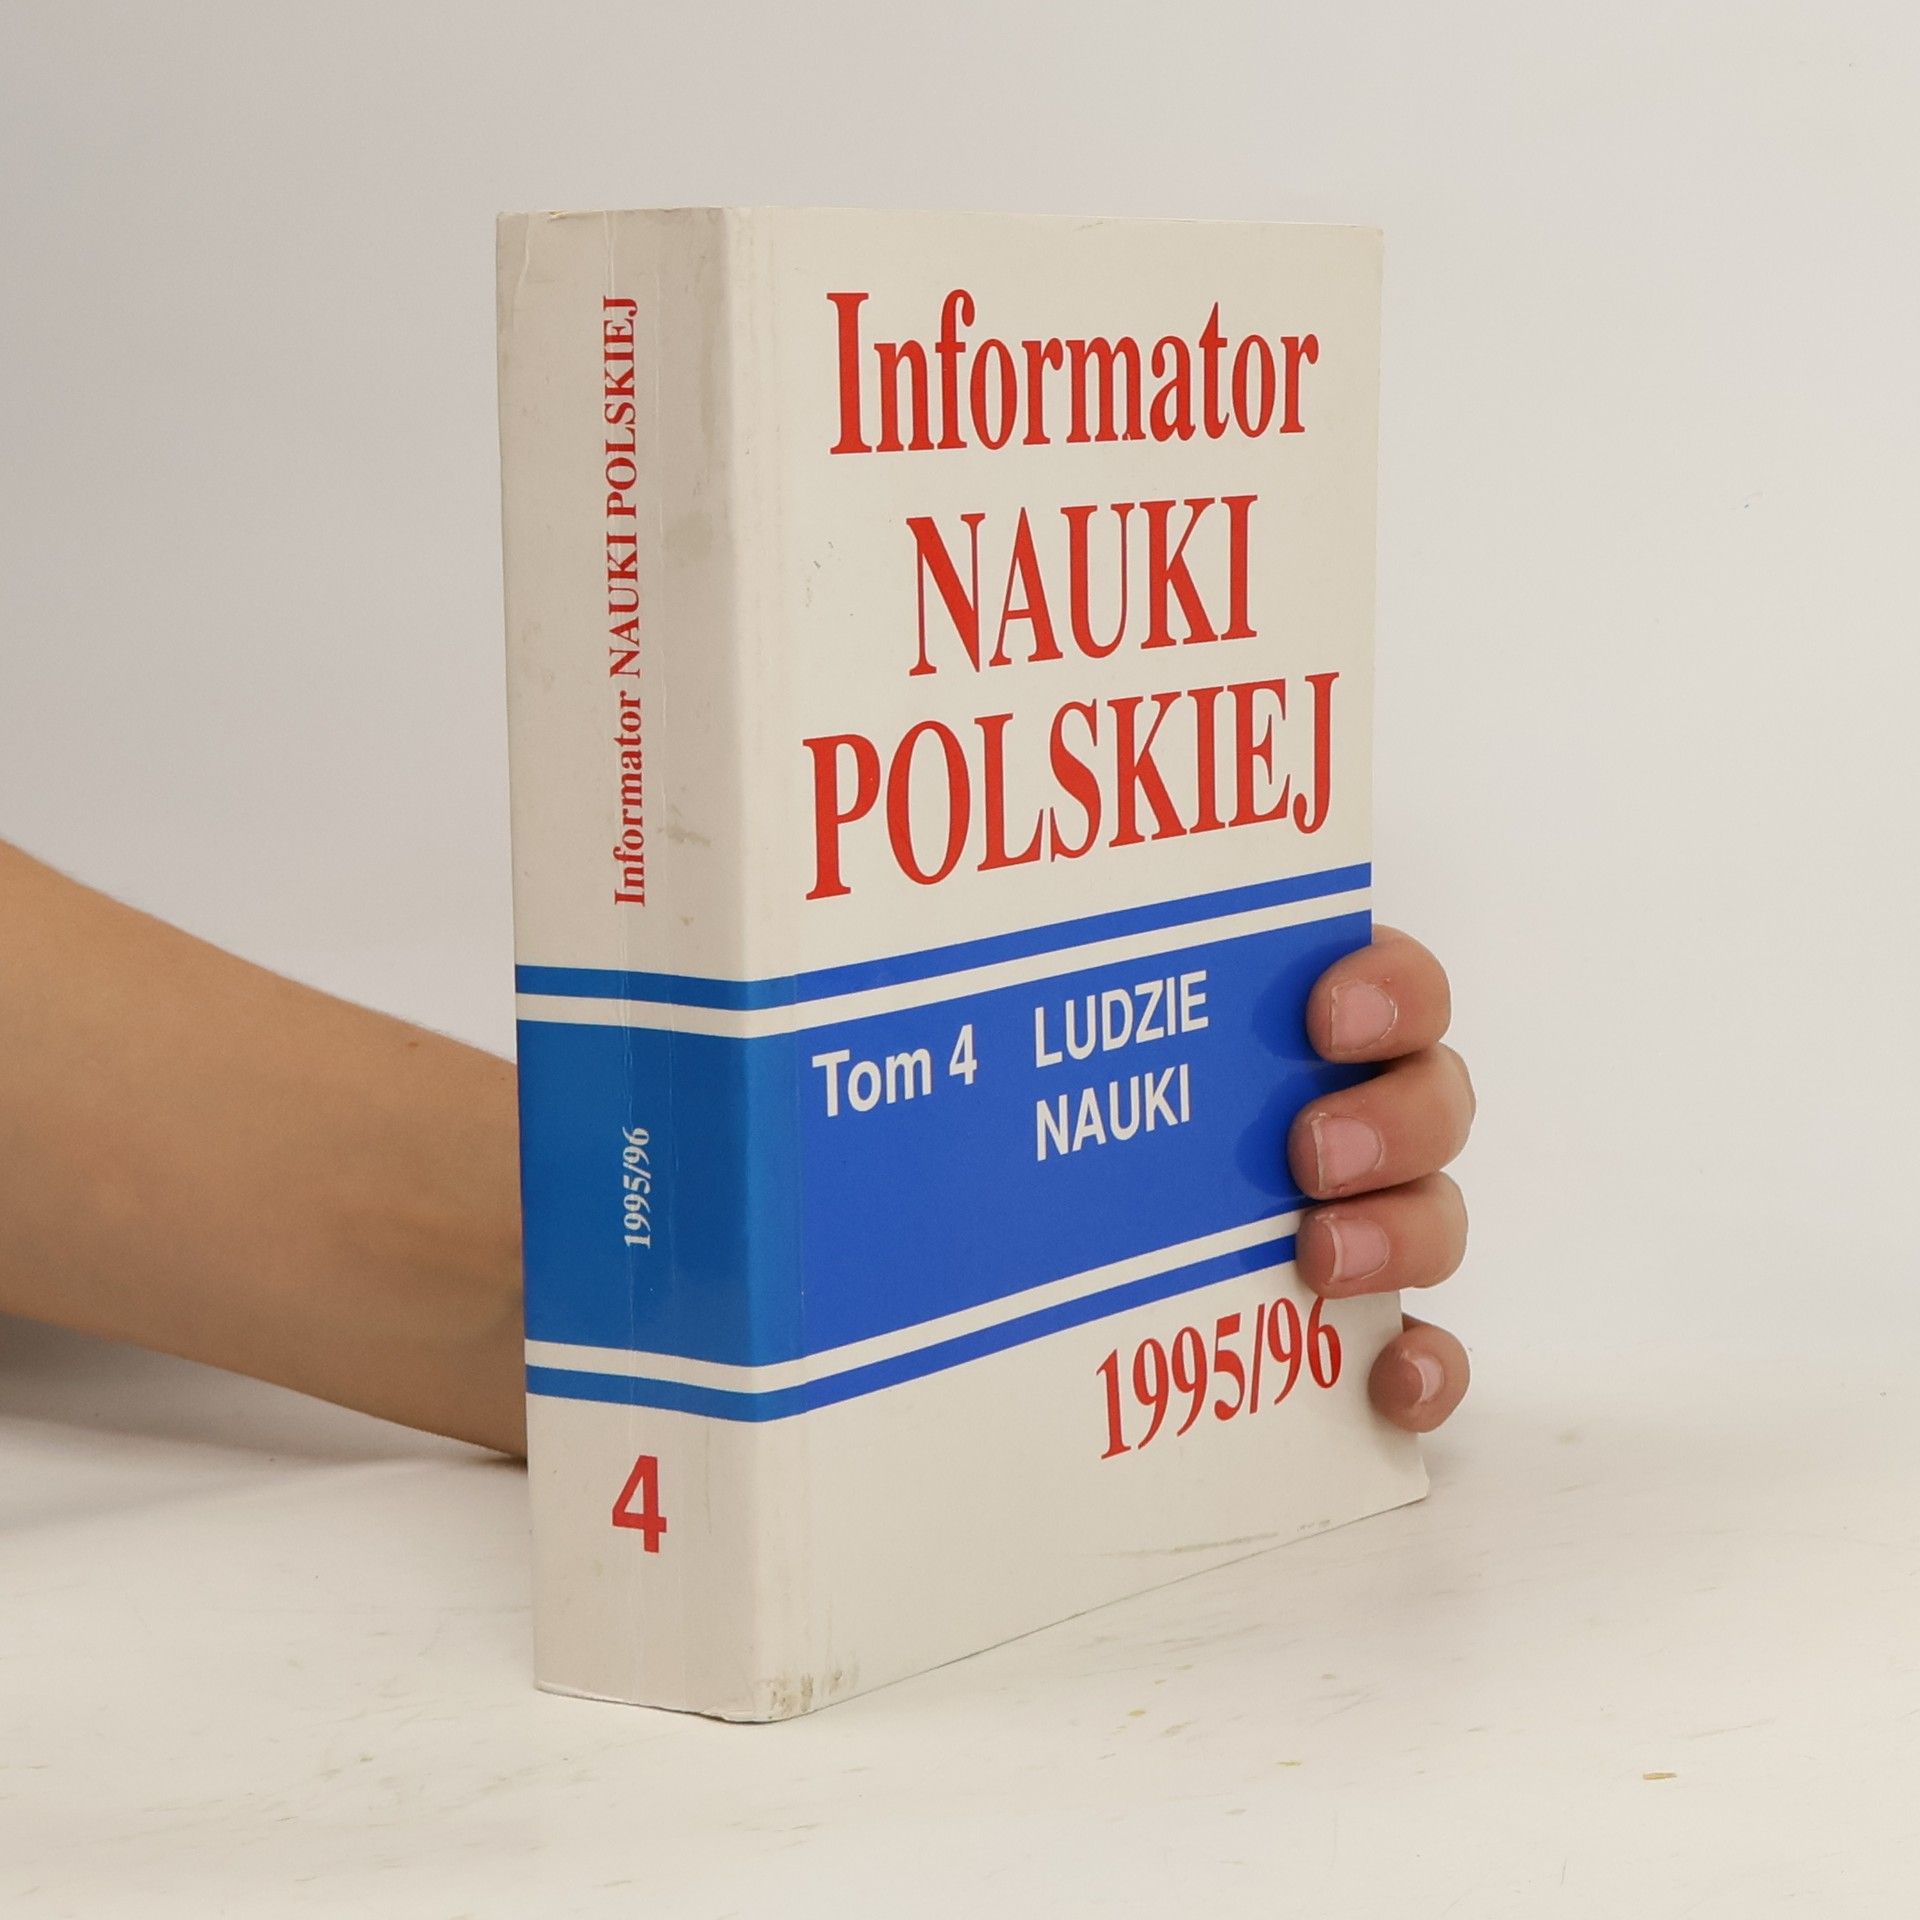 Informator NAUKI POLSKIEJ
1995/96
4
Informator
NAUKI
POLSKIEJ
Tom 4 LUDZIE
NAUKI
1995/96